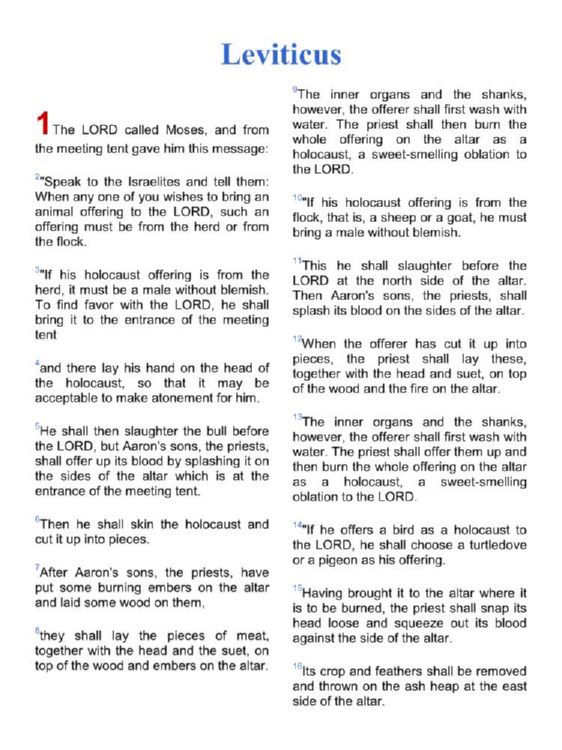 Leviticus
1The LORD called Moses, and from
the meeting tent gave him this message:
2"Speak to the Israelites and tell them:
When any one of you wishes to bring an
animal offering to the LORD, such an
offering must be from the herd or from
the flock.
3"If his holocaust offering is from the
herd, it must be a male without blemish.
To find favor with the LORD, he shall
bring it to the entrance of the meeting
tent
4and there lay his hand on the head of
the holocaust, so that it may be
acceptable to make atonement for him.
5He shall then slaughter the bull before
the LORD, but Aaron's sons, the priests,
shall offer up its blood by splashing it on
the sides of the altar which is at the
entrance of the meeting tent.
6Then he shall skin the holocaust and
cut it up into pieces.
7After Aaron's sons, the priests, have
put some burning embers on the altar
and laid some wood on them,
8they shall lay the pieces of meat,
together with the head and the suet, on
top of the wood and embers on the altar.
9The inner organs and the shanks,
however, the offerer shall first wash with
water. The priest shall then burn the
whole offering on the altar as a
holocaust, a sweet-smelling oblation to
the LORD.
10"If his holocaust offering is from the
flock, that is, a sheep or a goat, he must
bring a male without blemish.
11This he shall slaughter before the
LORD at the north side of the altar.
Then Aaron's sons, the priests, shall
splash its blood on the sides of the altar.
12When the offerer has cut it up into
pieces, the priest shall lay these,
together with the head and suet, on top
of the wood and the fire on the altar.
13The inner organs and the shanks,
however, the offerer shall first wash with
water. The priest shall offer them up and
then burn the whole offering on the altar
as a holocaust, a sweet-smelling
oblation to the LORD.
14"If he offers a bird as a holocaust to
the LORD, he shall choose a turtledove
or a pigeon as his offering.
15Having brought it to the altar where it
is to be burned, the priest shall snap its
head loose and squeeze out its blood
against the side of the altar.
16Its crop and feathers shall be removed
and thrown on the ash heap at the east
side of the altar.